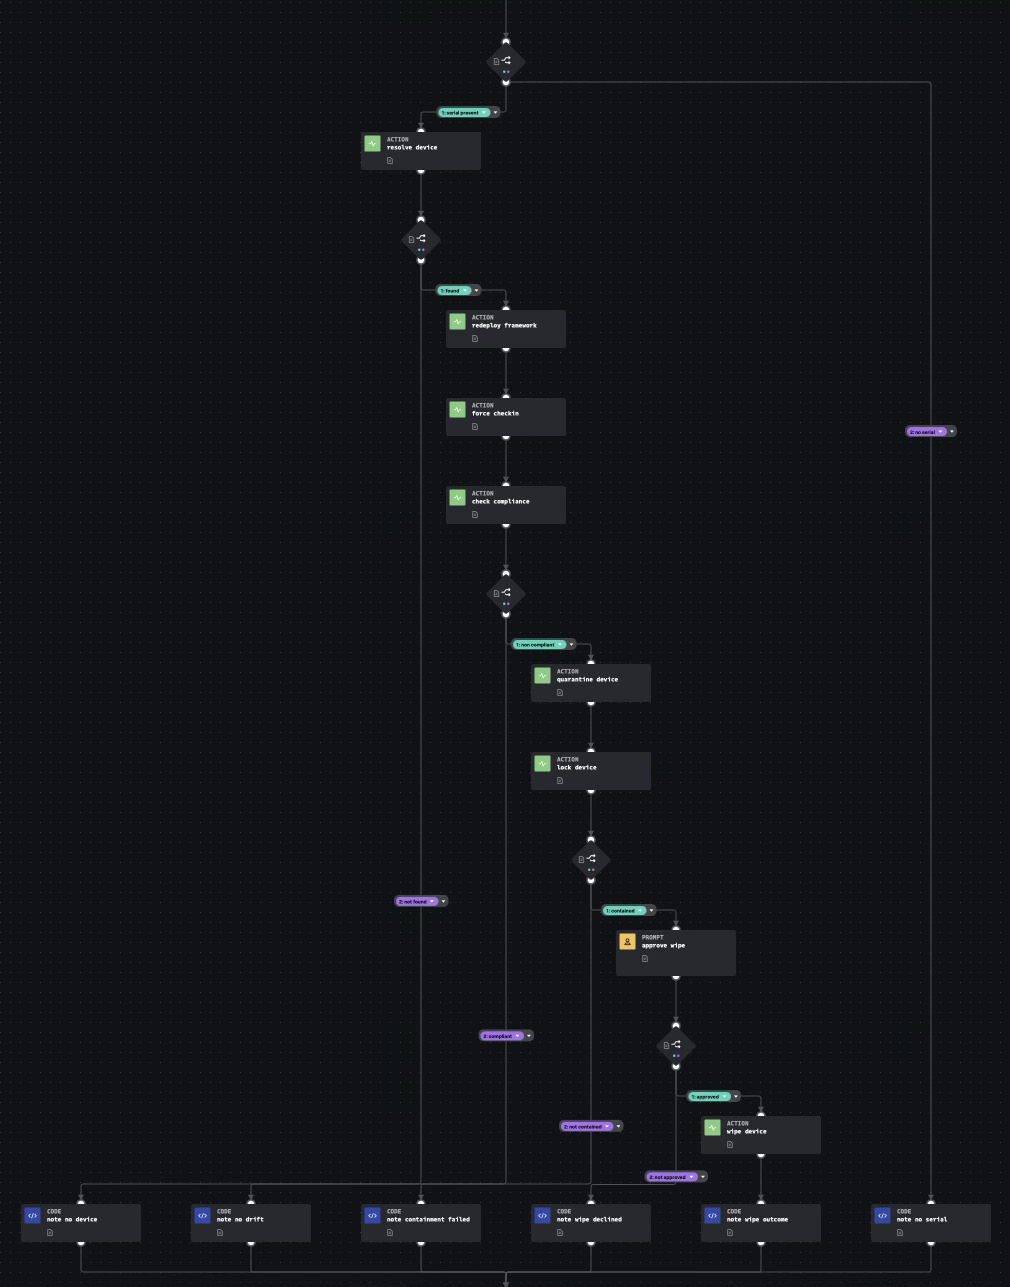 1: serial present
ACTION
resolve device
1: found
ACTION
redeploy framework
ACTION
force checkin
2: no serial
ACTION
check compliance
1: non compliant
ACTION
quarantine device
ACTION
lock device
2: not found
1: contained
PROMPT
approve wipe
2: compliant
1: approved
2: not contained
ACTION
wipe device
2: not approved
CODE
note no device
CODE
note no drift
CODE
note containment failed
CODE
note wipe declined
CODE
note wipe outcome
CODE
note no serial